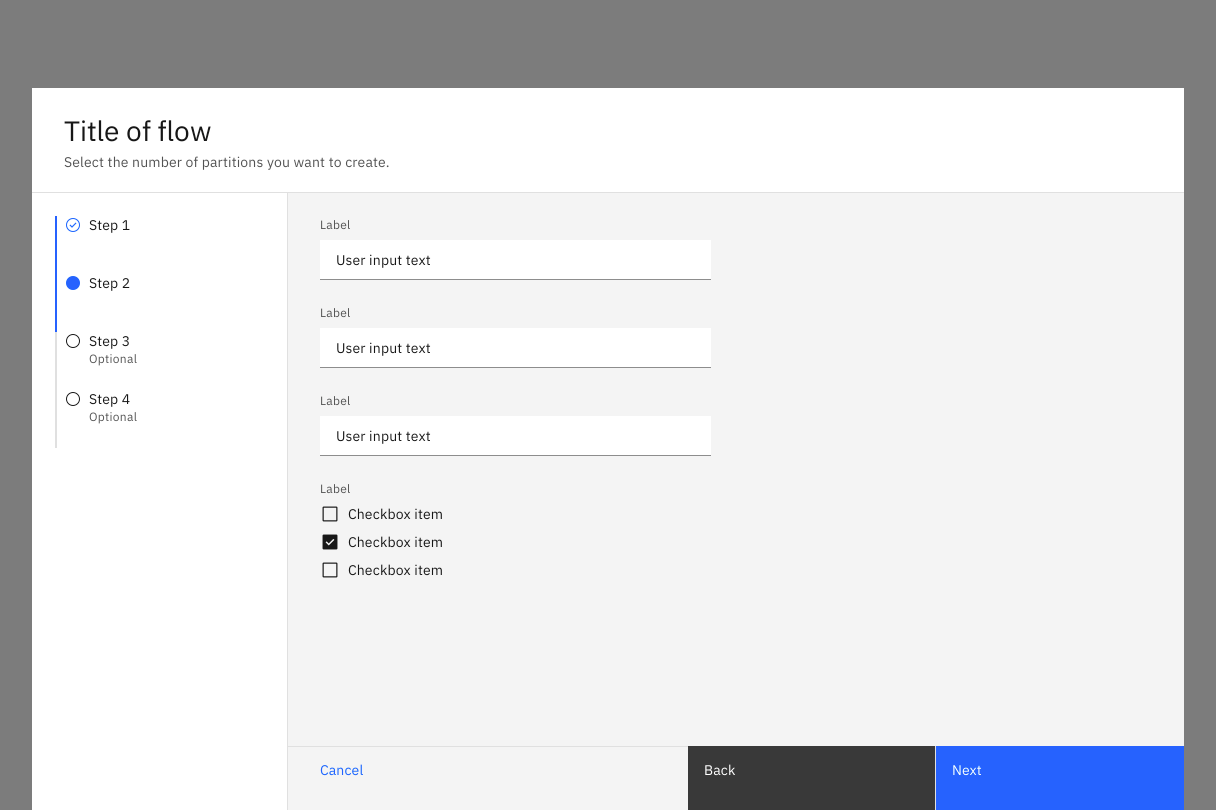 Title of flow
Select the number of partitions you want to create.
Step 1
Step 2
Step 3
Optional
Step 4
Optional
Label
User input text
Label
User input text
Label
User input text
Label
Checkbox item
Checkbox item
Checkbox item
Cancel
Back
Next